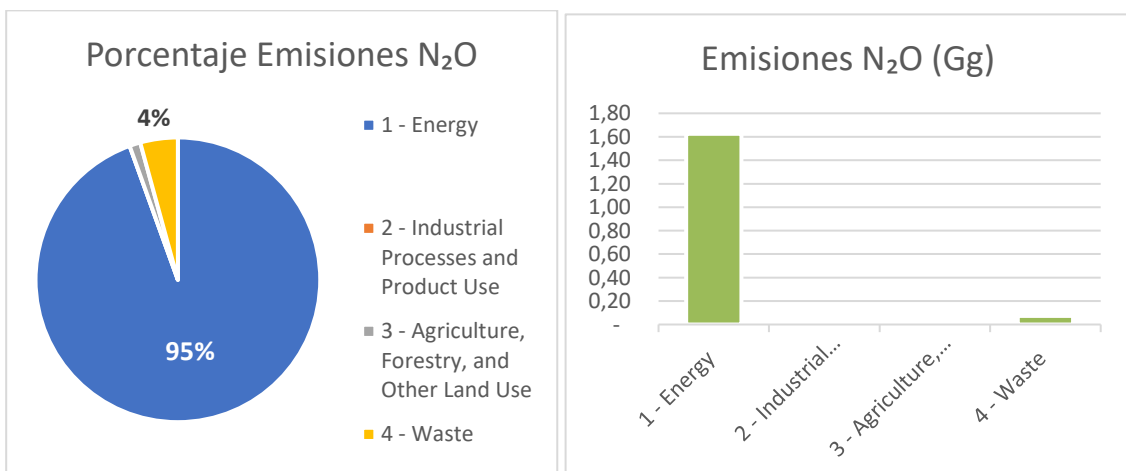 Porcentaje Emisiones N₂O
4%
95%
1 - Energy
2 - Industrial
Processes and
Product Use
3 - Agriculture,
Forestry, and
Other Land Use
4 - Waste
Emisiones N₂O (Gg)
1,80
1,60
1,40
1,20
1,00
0,80
0,60
0,40
0,20
-
1 - Energy
2 - Industrial...
3 - Agriculture,...
4 - Waste